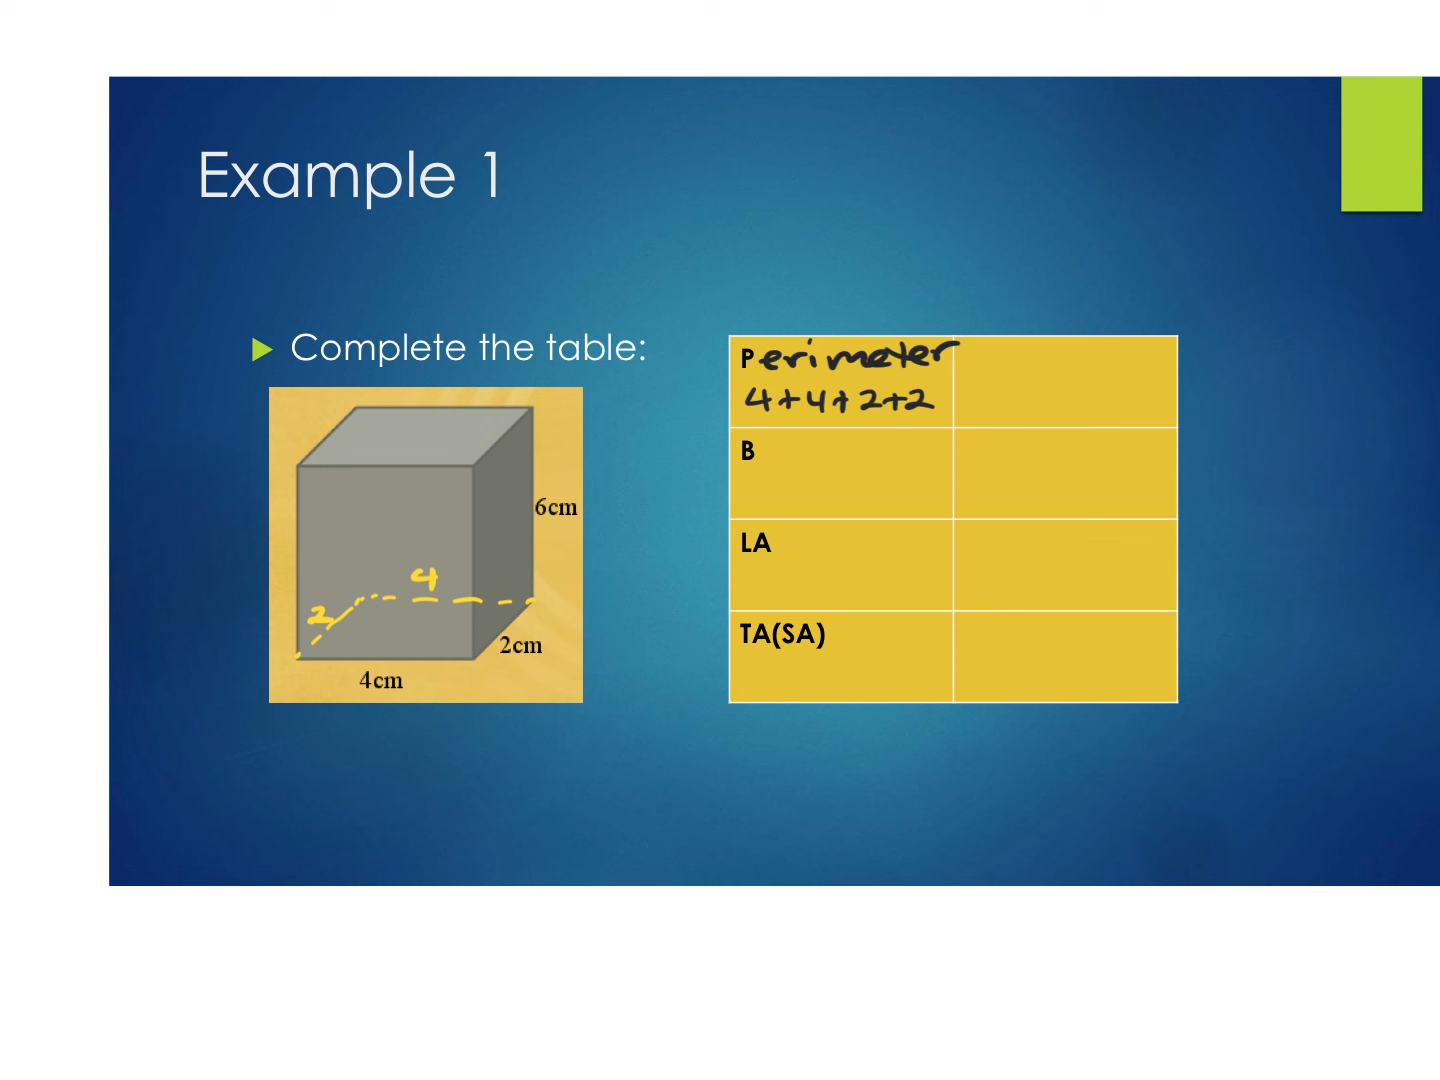 Example 1
Complete the table:
6cm
4
2
2cm
4cm
Perimeter
4+4+2+2
B
LA
TA(SA)